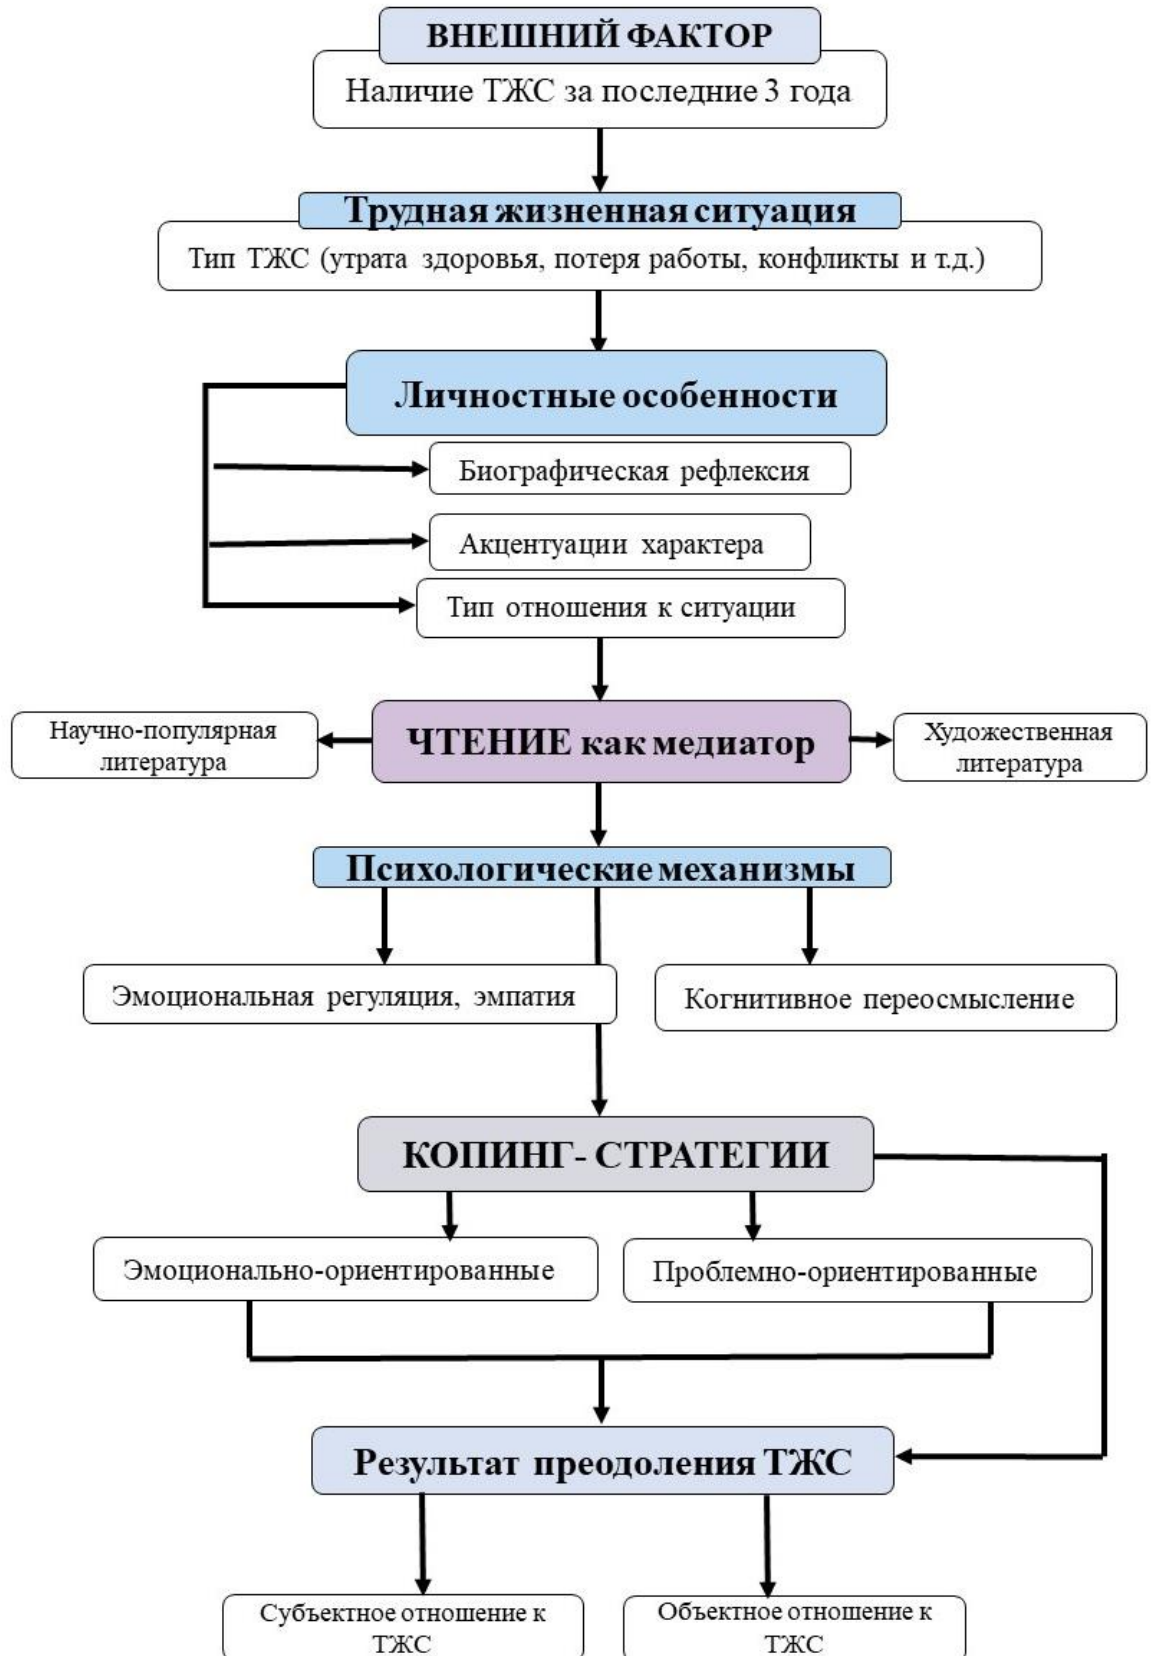 ВНЕШНИЙ ФАКТОР
Наличие ТЖС за последние 3 года
Трудная жизненная ситуация
Тип ТЖС (утрата здоровья, потеря работы, конфликты и т.д.)
Личностные особенности
Биографическая рефлексия
Акцентуации характера
Тип отношения к ситуации
Научно-популярная
литература
ЧТЕНИЕ как медиатор
Художественная
литература
Психологические механизмы
Эмоциональная регуляция, эмпатия
Когнитивное переосмысление
КОПИНГ- СТРАТЕГИИ
Эмоционально-ориентированные
Проблемно-ориентированные
Результат преодоления ТЖС
Субъектное отношение к
ТЖС
Объектное отношение к
ТЖС